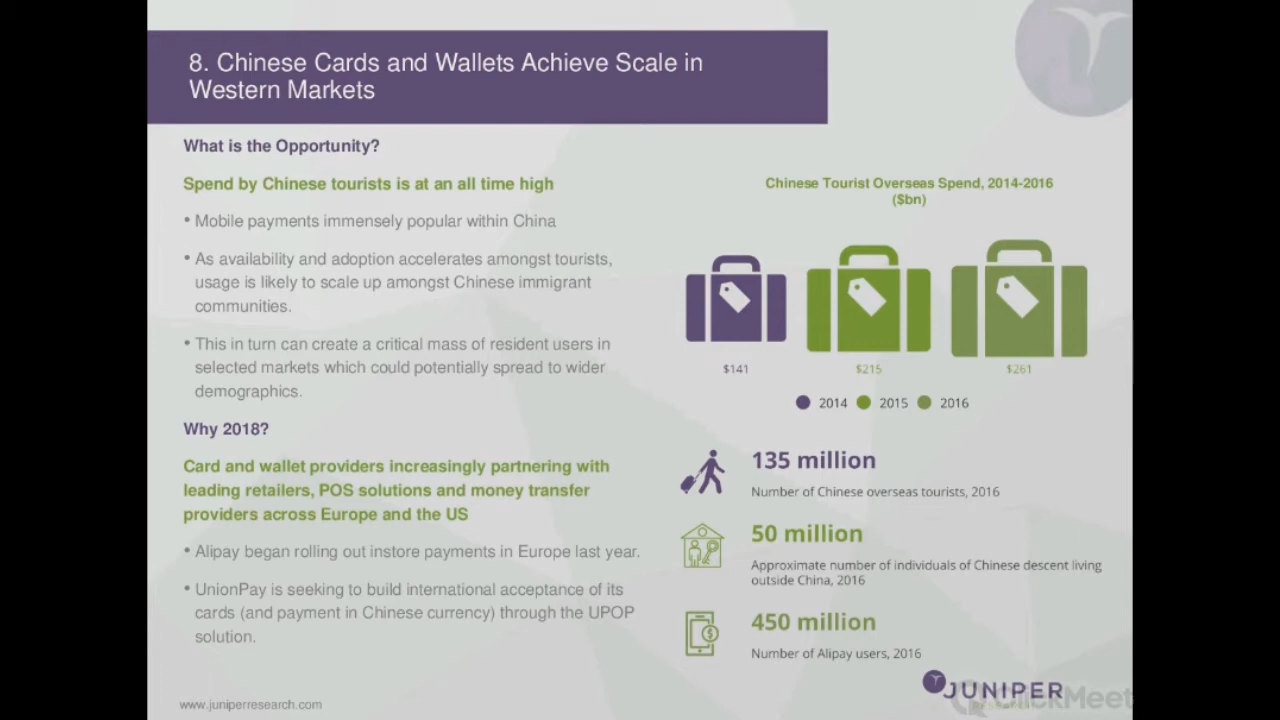 8. Chinese Cards and Wallets Achieve Scale in
Western Markets
What is the Opportunity?
Spend by Chinese tourists is at an all time high
• Mobile payments immensely popular within China
• As availability and adoption accelerates amongst tourists,
usage is likely to scale up amongst Chinese immigrant
communities.
• This in turn can create a critical mass of resident users in
selected markets which could potentially spread to wider
demographics.
Why 2018?
Card and wallet providers increasingly partnering with
leading retailers, POS solutions and money transfer
providers across Europe and the US
• Alipay began rolling out instore payments in Europe last year.
• UnionPay is seeking to build international acceptance of its
cards (and payment in Chinese currency) through the UPOP
solution.
Chinese Tourist Overseas Spend, 2014-2016
($bn)
$141 $215 $261
2014 2015 2016
135 million
Number of Chinese overseas tourists, 2016
50 million
Approximate number of individuals of Chinese descent living
outside China, 2016
450 million
Number of Alipay users, 2016
www.juniperresearch.com
JUNIPER